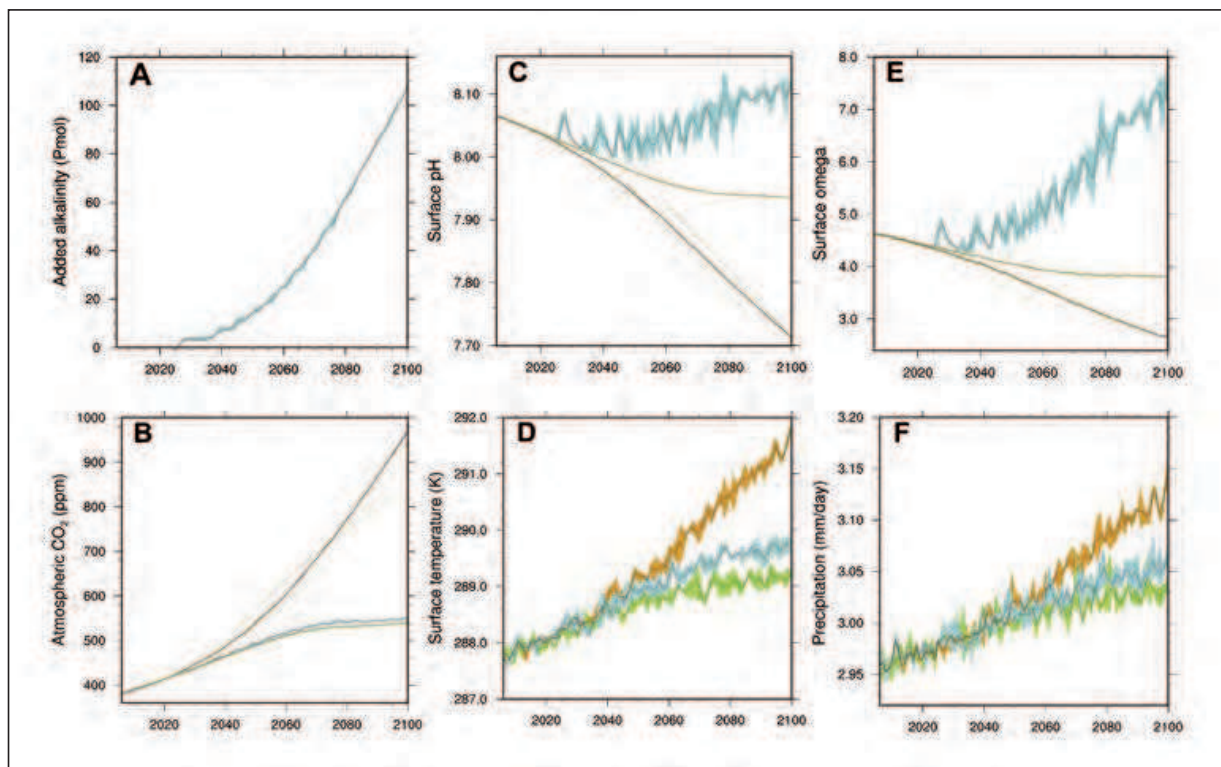 A
Added alkalinity (Pmol)
120
100
80
60
40
20
0
2020 2040 2060 2080 2100
C
Surface pH
8.10
8.00
7.90
7.80
7.70
2020 2040 2060 2080 2100
E
Surface omega
8.0
7.0
6.0
5.0
4.0
3.0
2020 2040 2060 2080 2100
B
Atmospheric CO₂ (ppm)
1000
900
800
700
600
500
400
2020 2040 2060 2080 2100
D
Surface temperature (K)
292.0
291.0
290.0
289.0
288.0
287.0
2020 2040 2060 2080 2100
F
Precipitation (mm/day)
3.20
3.15
3.10
3.05
3.00
2.95
2020 2040 2060 2080 2100